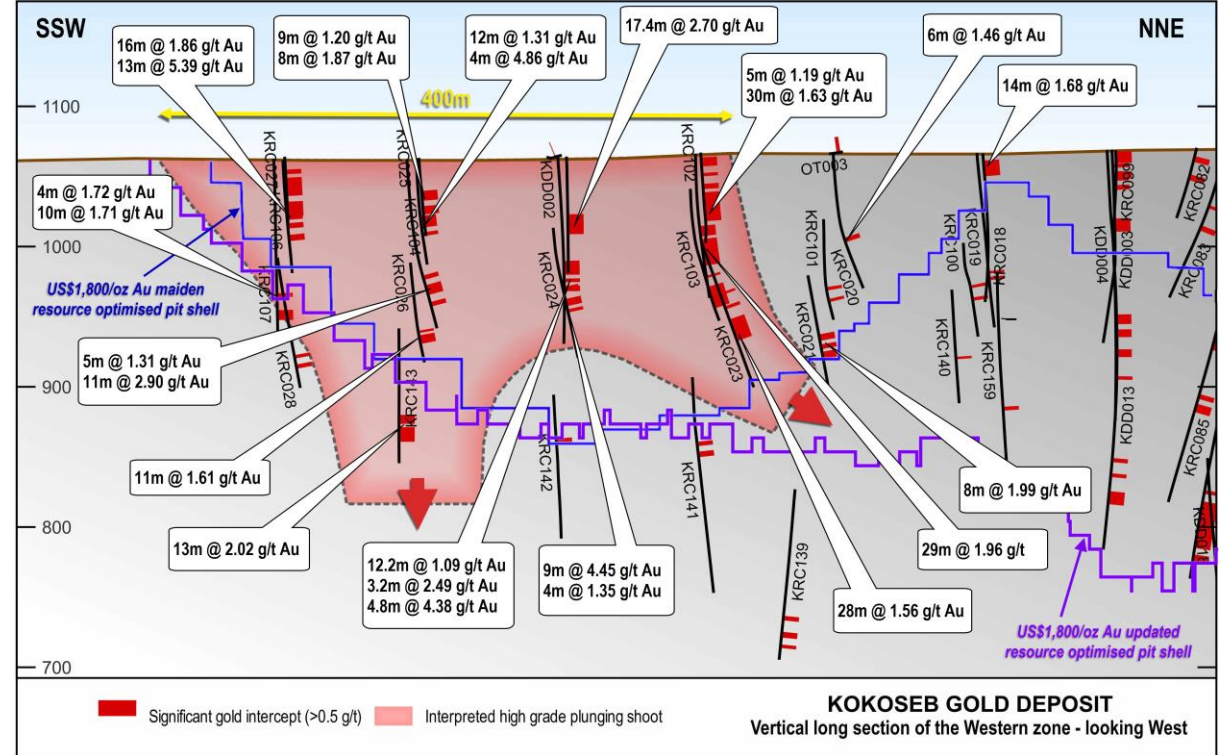 SSW
NNE
16m @ 1.86 g/t Au
13m @ 5.39 g/t Au
9m @ 1.20 g/t Au
8m @ 1.87 g/t Au
12m @ 1.31 g/t Au
4m @ 4.86 g/t Au
17.4m @ 2.70 g/t Au
6m @ 1.46 g/t Au
5m @ 1.19 g/t Au
30m @ 1.63 g/t Au
14m @ 1.68 g/t Au
1100
400m
4m @ 1.72 g/t Au
10m @ 1.71 g/t Au
1000
US$1,800/oz Au maiden
resource optimised pit shell
5m @ 1.31 g/t Au
11m @ 2.90 g/t Au
900
11m @ 1.61 g/t Au
13m @ 2.02 g/t Au
800
12.2m @ 1.09 g/t Au
3.2m @ 2.49 g/t Au
4.8m @ 4.38 g/t Au
9m @ 4.45 g/t Au
4m @ 1.35 g/t Au
8m @ 1.99 g/t Au
29m @ 1.96 g/t
28m @ 1.56 g/t Au
US$1,800/oz Au updated
resource optimised pit shell
700
KRC107
KRC028
KRC025
KRC104
KRC026
KRC143
KDD002
KRC024
KRC142
KRC102
KRC103
KRC023
KRC141
KRC139
OT003
KRC101
KRC020
KRC021
KRC100
KRC019
KRC140
KRC159
KRC099
KDD003
KDD004
KDD013
KRC082
KRC083
KRC085
Significant gold intercept (>0.5 g/t)
Interpreted high grade plunging shoot
KOKOSEB GOLD DEPOSIT
Vertical long section of the Western zone - looking West